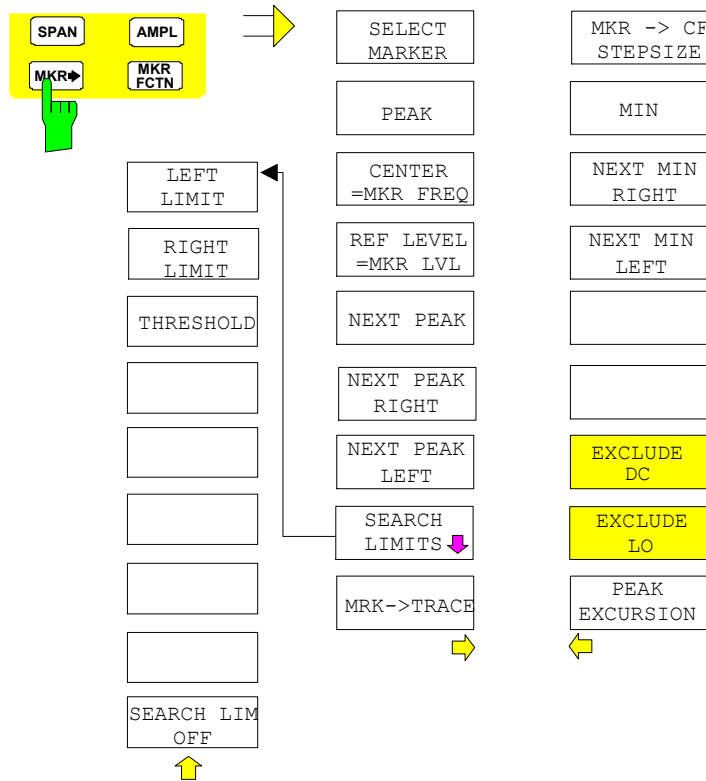 SPAN
AMPL
MKR
MKR
FCTN
SELECT
MARKER
PEAK
CENTER
=MKR FREQ
REF LEVEL
=MKR LVL
NEXT PEAK
NEXT PEAK
RIGHT
NEXT PEAK
LEFT
SEARCH
LIMITS
MRK->TRACE
LEFT
LIMIT
RIGHT
LIMIT
THRESHOLD
SEARCH LIM
OFF
MKR -> CF
STEPSIZE
MIN
NEXT MIN
RIGHT
NEXT MIN
LEFT
EXCLUDE
DC
EXCLUDE
LO
PEAK
EXCURSION